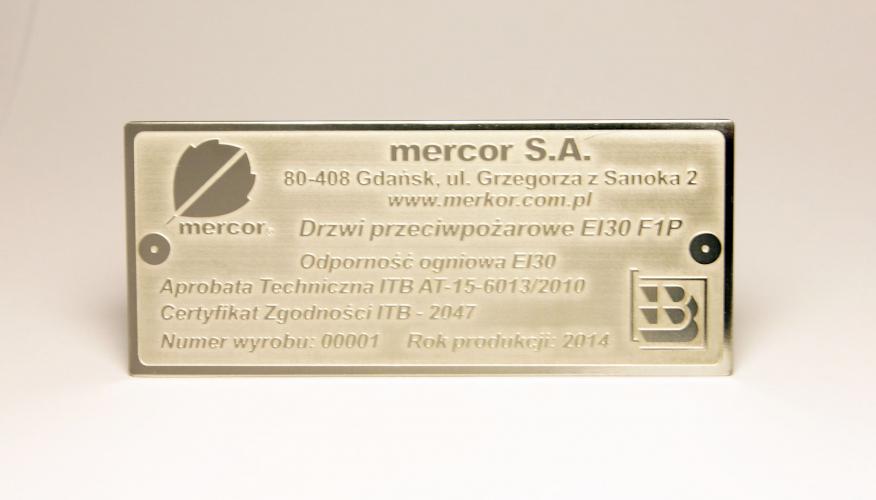 mercor S.A.
80-408 Gdańsk, ul. Grzegorza z Sanoka 2
www.merkor.com.pl
mercor®
Drzwi przeciwpożarowe EI30 F1P
Odporność ogniowa EI30
Aprobata Techniczna ITB AT-15-6013/2010
Certyfikat Zgodności ITB - 2047
Numer wyrobu: 00001 Rok produkcji: 2014
B